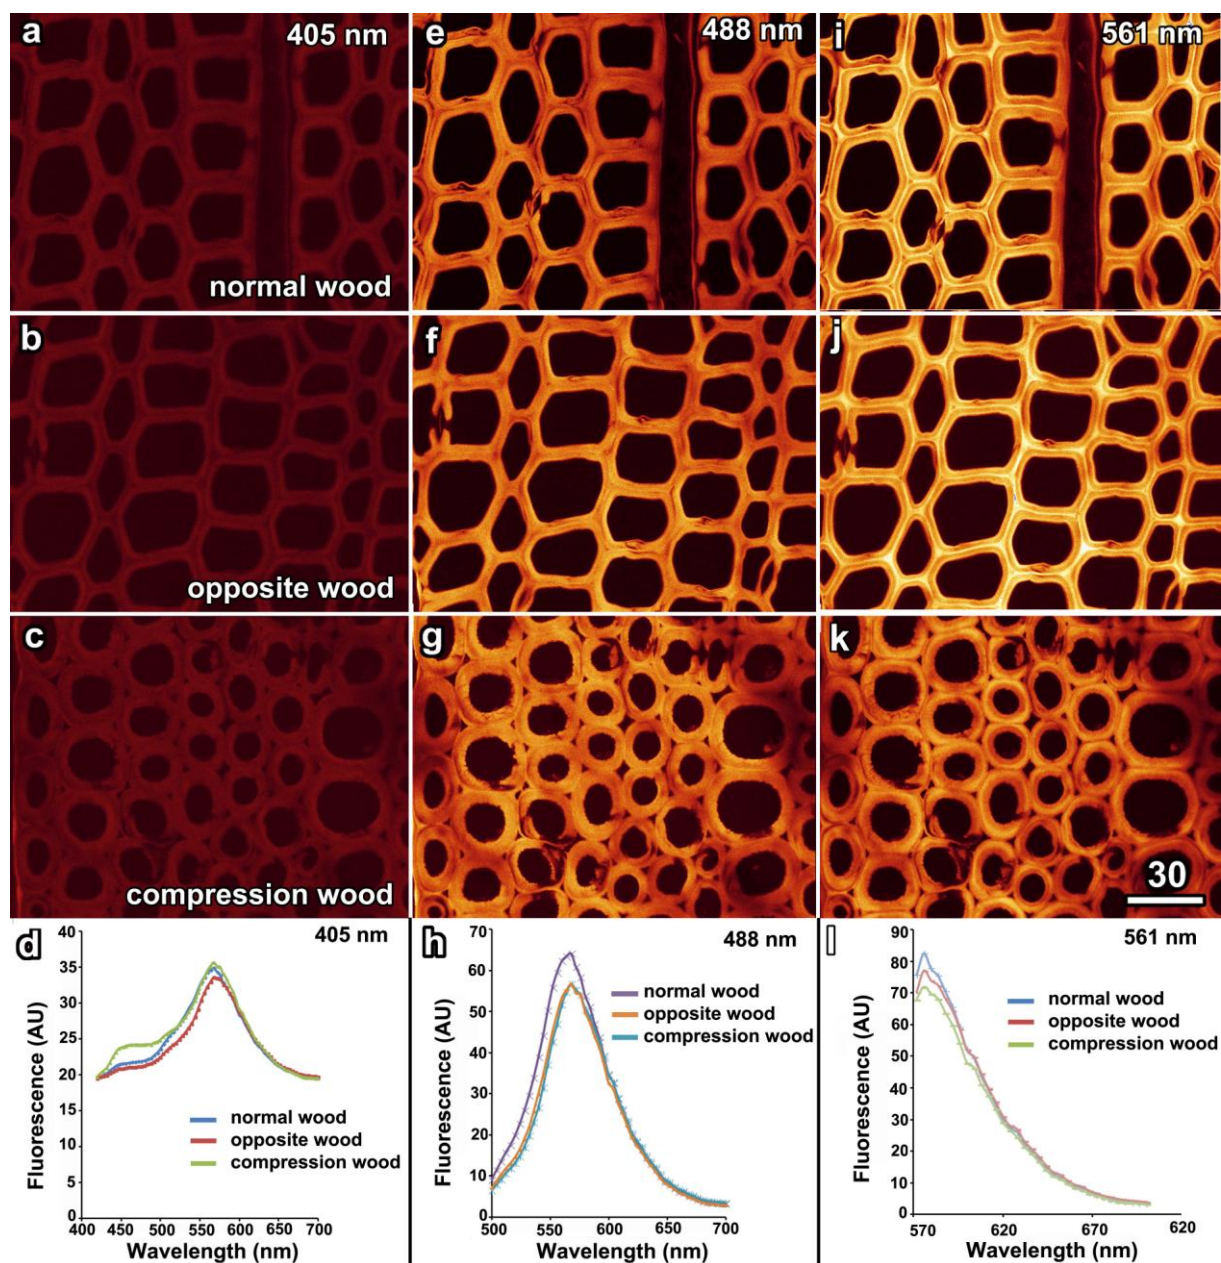 a 405 nm
e 488 nm
i 561 nm
normal wood
b
f
j
opposite wood
c
g
k
compression wood
30
d 405 nm
40
35
30
25
20
15
10
5
0
Fluorescence (AU)
normal wood
opposite wood
compression wood
400 450 500 550 600 650 700
Wavelength (nm)
h 488 nm
70
60
50
40
30
20
10
0
Fluorescence (AU)
normal wood
opposite wood
compression wood
500 550 600 650 700
Wavelength (nm)
l 561 nm
90
80
70
60
50
40
30
20
10
0
Fluorescence (AU)
normal wood
opposite wood
compression wood
570 620 670 620
Wavelength (nm)